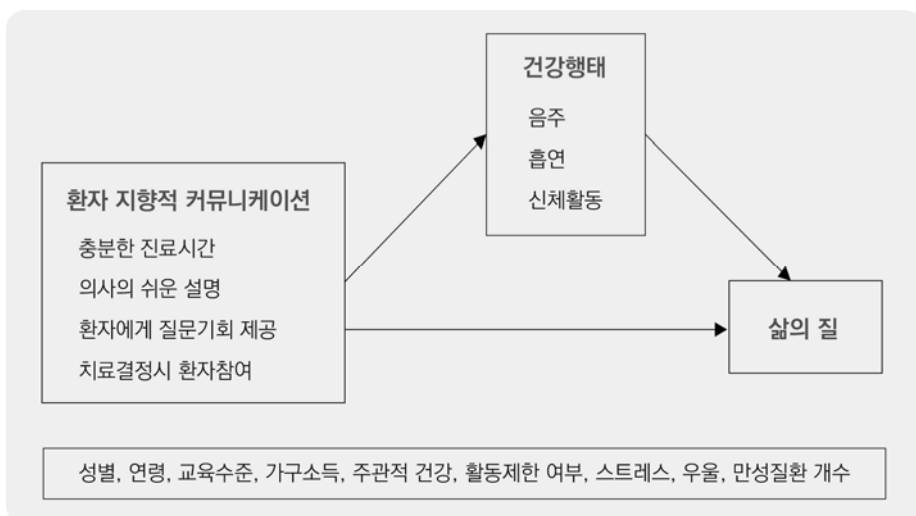 건강행태
음주
흡연
신체활동
환자 지향적 커뮤니케이션
충분한 진료시간
의사의 쉬운 설명
환자에게 질문기회 제공
치료결정시 환자참여
삶의 질
성별, 연령, 교육수준, 가구소득, 주관적 건강, 활동제한 여부, 스트레스, 우울, 만성질환 개수